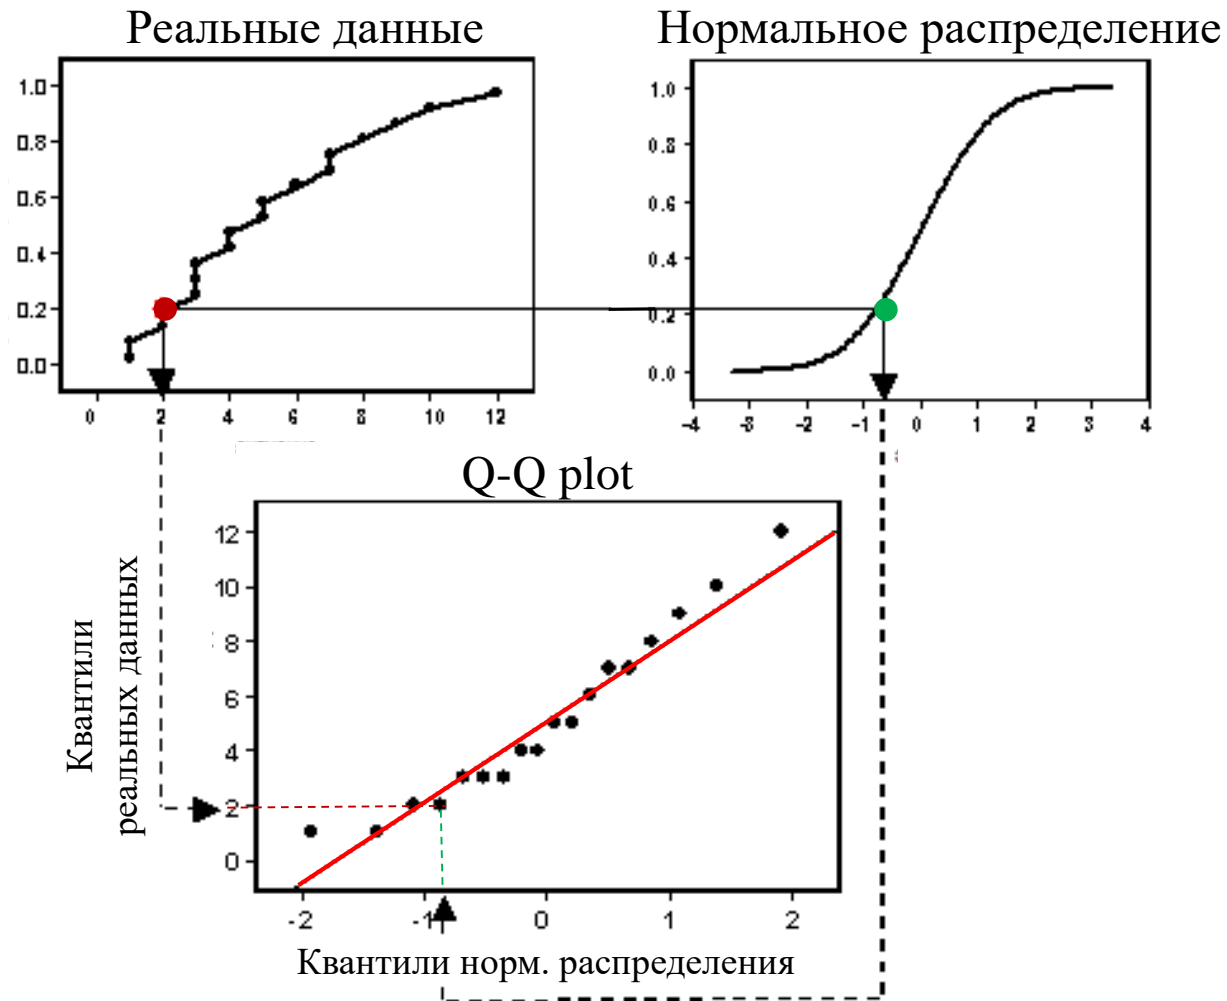 Реальные данные
Нормальное распределение
1.0
0.8
0.6
0.4
0.2
0.0
0 2 4 6 8 10 12
1.0
0.8
0.6
0.4
0.2
0.0
-4 -3 -2 -1 0 1 2 3 4
Q-Q plot
Квантили
реальных данных
12
10
8
6
4
2
0
-2 -1 0 1 2
Квантили норм. распределения